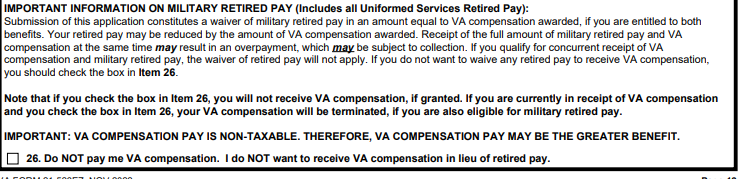 IMPORTANT INFORMATION ON MILITARY RETIRED PAY (Includes all Uniformed Services Retired Pay):
Submission of this application constitutes a waiver of military retired pay in an amount equal to VA compensation awarded, if you are entitled to both
benefits. Your retired pay may be reduced by the amount of VA compensation awarded. Receipt of the full amount of military retired pay and VA
compensation at the same time may result in an overpayment, which may be subject to collection. If you qualify for concurrent receipt of VA
compensation and military retired pay, the waiver of retired pay will not apply. If you do not want to waive any retired pay to receive VA compensation,
you should check the box in Item 26.
Note that if you check the box in Item 26, you will not receive VA compensation, if granted. If you are currently in receipt of VA compensation
and you check the box in Item 26, your VA compensation will be terminated, if you are also eligible for military retired pay.
IMPORTANT: VA COMPENSATION PAY IS NON-TAXABLE. THEREFORE, VA COMPENSATION PAY MAY BE THE GREATER BENEFIT.
26. Do NOT pay me VA compensation. I do NOT want to receive VA compensation in lieu of retired pay.